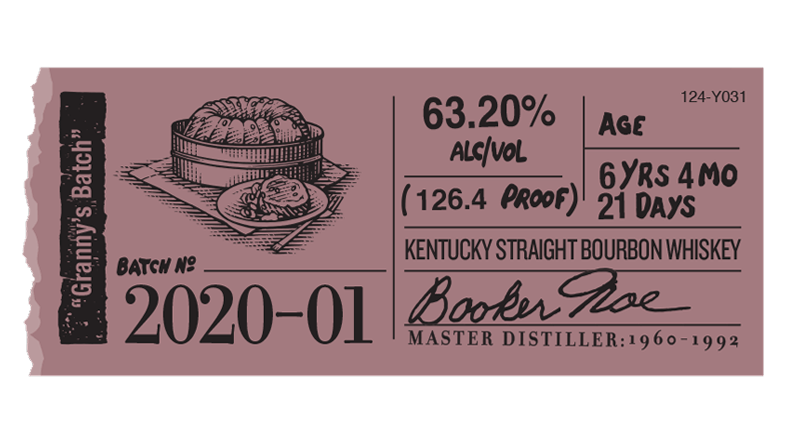 "Granny's Batch"
BATCH Nº
2020-01
63.20%
ALC/VOL
(126.4 PROOF)
124-Y031
AGE
6 YRS 4 MO
21 DAYS
KENTUCKY STRAIGHT BOURBON WHISKEY
Booker Noe
MASTER DISTILLER: 1960-1992